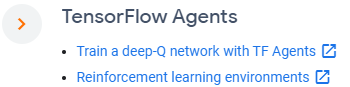 TensorFlow Agents
Train a deep-Q network with TF Agents
Reinforcement learning environments